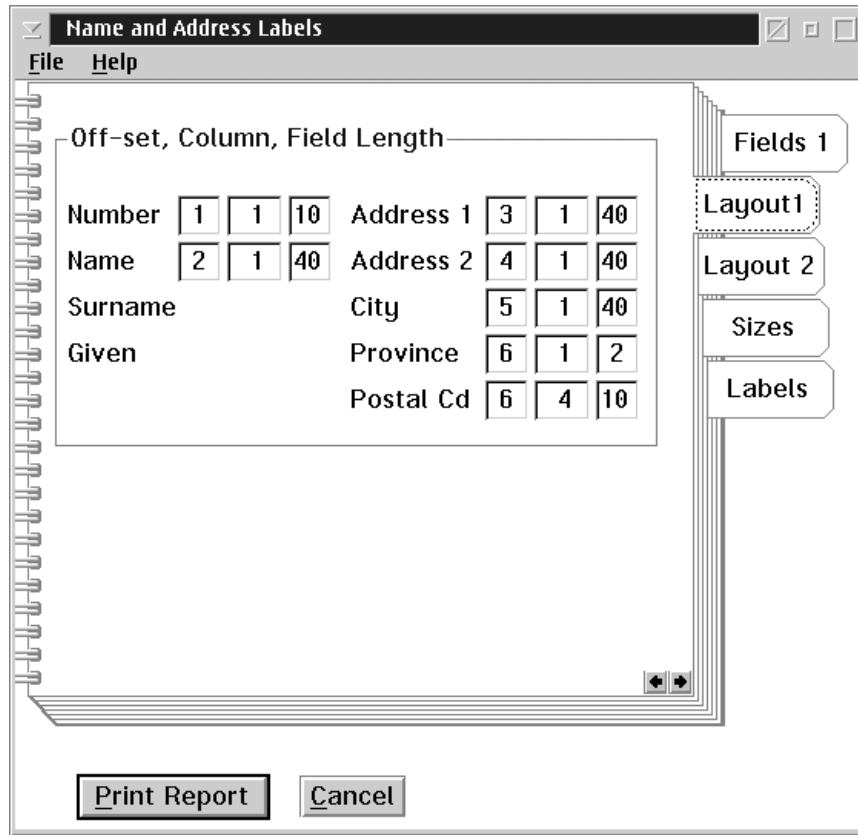 Name and Address Labels
File Help
Off-set, Column, Field Length
Number 1 1 10 Address 1 3 1 40
Name 2 1 40 Address 2 4 1 40
Surname City 5 1 40
Given Province 6 1 2
Postal Cd 6 4 10
Fields 1
Layout1
Layout 2
Sizes
Labels
Print Report Cancel